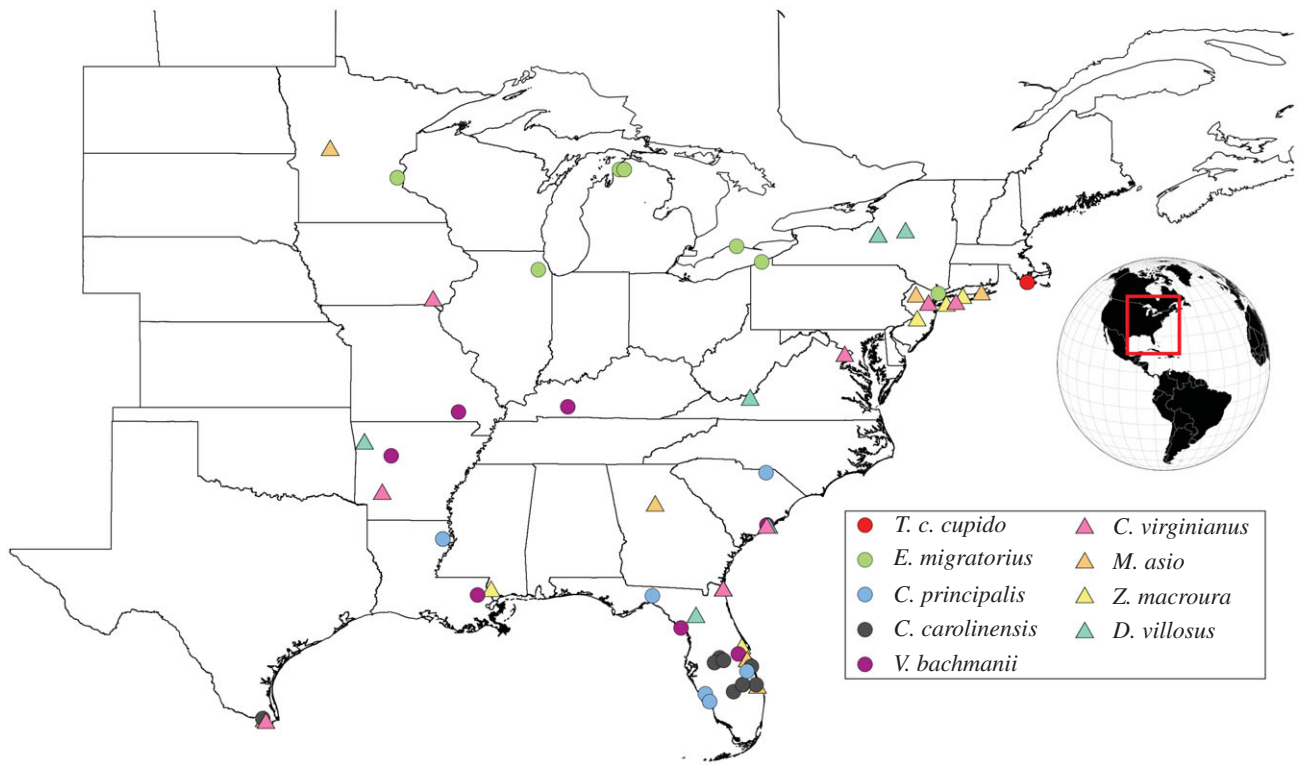 T. c. cupido
E. migratorius
C. principalis
C. carolinensis
V. bachmanii
C. virginianus
M. asio
Z. macroura
D. villosus